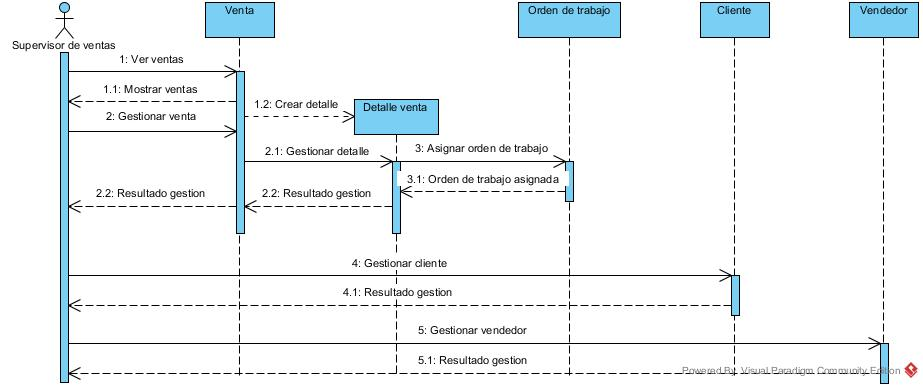 Venta
Orden de trabajo
Cliente
Vendedor
Supervisor de ventas
1: Ver ventas
1.1: Mostrar ventas
1.2: Crear detalle
Detalle venta
2: Gestionar venta
2.1: Gestionar detalle
3: Asignar orden de trabajo
3.1: Orden de trabajo asignada
2.2: Resultado gestion
2.2: Resultado gestion
4: Gestionar cliente
4.1: Resultado gestion
5: Gestionar vendedor
5.1: Resultado gestion
Powered By Visual Paradigm Community Edition